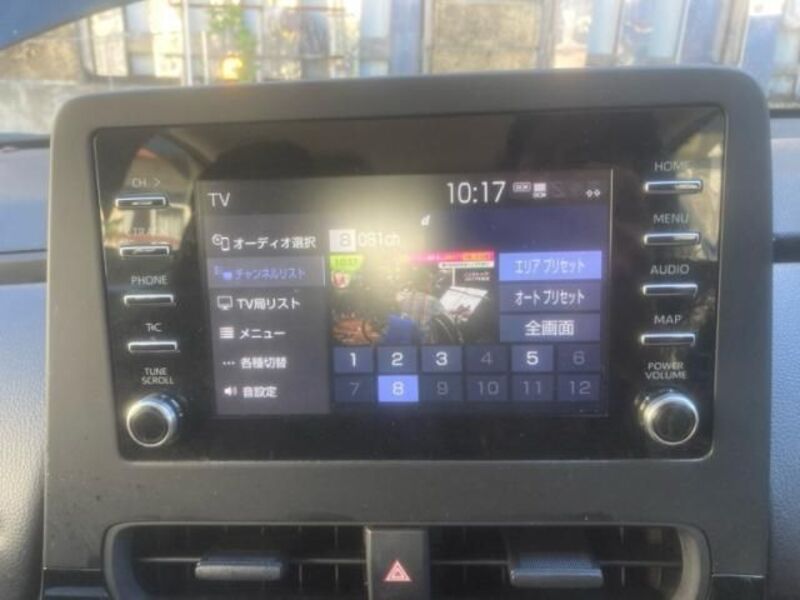 CH. >
TRACK
PHONE
T&C
TUNE
SCROLL
TV
10:17
オーディオ選択
チャンネルリスト
TV局リスト
メニュー
各種切替
音設定
8 081ch
10:17
エリア プリセット
オート プリセット
全画面
1 2 3 4 5 6
7 8 9 10 11 12
HOME
MENU
AUDIO
MAP
POWER
VOLUME